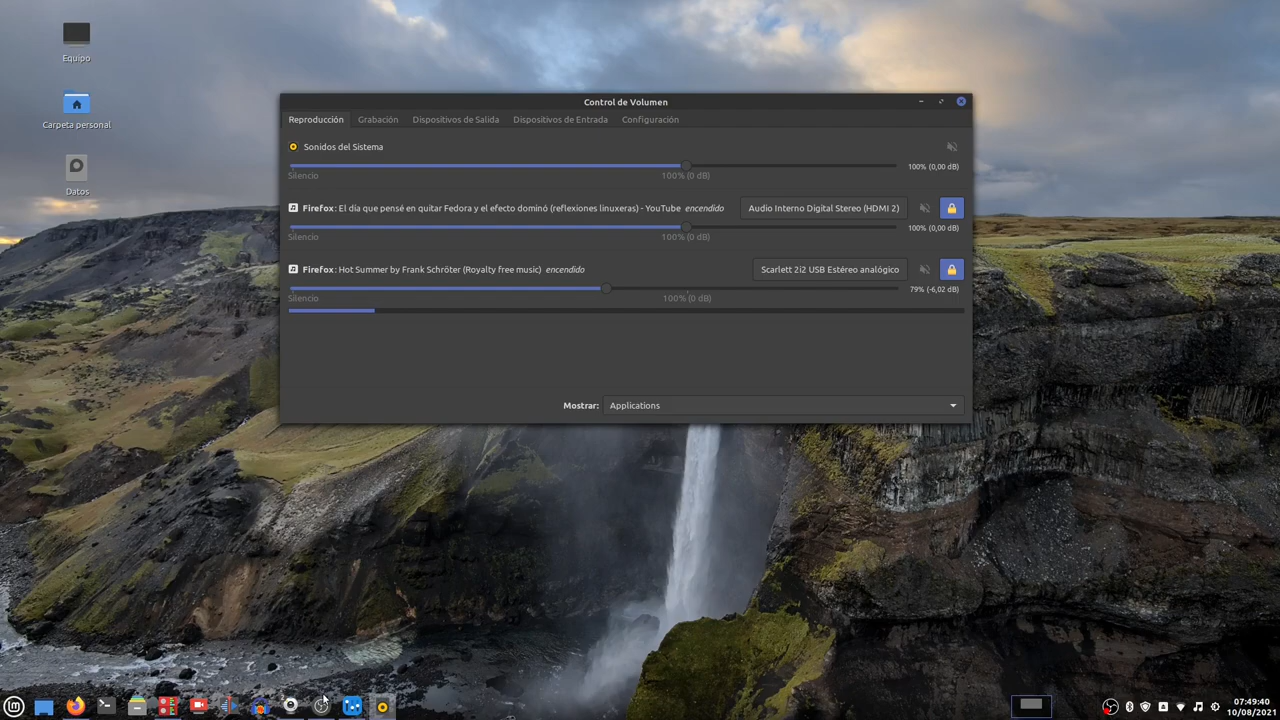 Equipo
Carpeta personal
Datos
Control de Volumen
Reproducción Grabación Dispositivos de Salida Dispositivos de Entrada Configuración
Sonidos del Sistema
100% (0,00 dB)
Silencio 100% (0 dB)
Firefox: El día que pensé en quitar Fedora y el efecto dominó (reflexiones linuxeras) - YouTube encendido Audio Interno Digital Stereo (HDMI 2)
100% (0,00 dB)
Silencio 100% (0 dB)
Firefox: Hot Summer by Frank Schröter (Royalty free music) encendido Scarlett 2i2 USB Estéreo analógico
79% (-6,02 dB)
Silencio 100% (0 dB)
Mostrar: Applications
07:49:40
10/08/2021